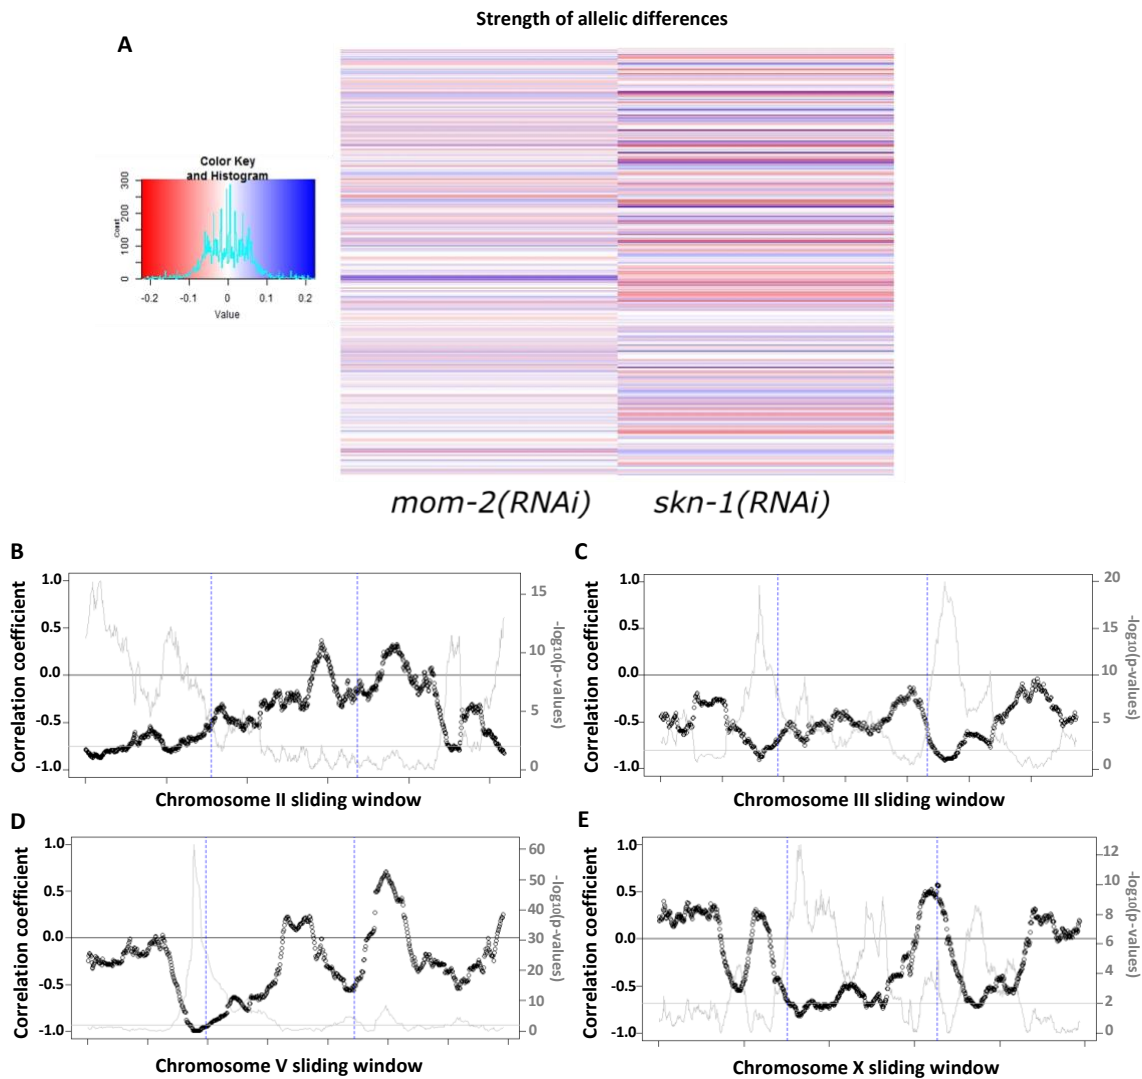 Strength of allelic differences
A
Color Key
and Histogram
Count
0 100 200 300
-0.2 -0.1 0 0.1 0.2
Value
mom-2(RNAi) skn-1(RNAi)
B
Correlation coefficient
1.0
0.5
0.0
-0.5
-1.0
15
10
5
0
-log10(p-values)
Chromosome II sliding window
C
Correlation coefficient
1.0
0.5
0.0
-0.5
-1.0
20
15
10
5
0
-log10(p-values)
Chromosome III sliding window
D
Correlation coefficient
1.0
0.5
0.0
-0.5
-1.0
60
50
40
30
20
10
0
-log10(p-values)
Chromosome V sliding window
E
Correlation coefficient
1.0
0.5
0.0
-0.5
-1.0
12
10
8
6
4
2
0
-log10(p-values)
Chromosome X sliding window